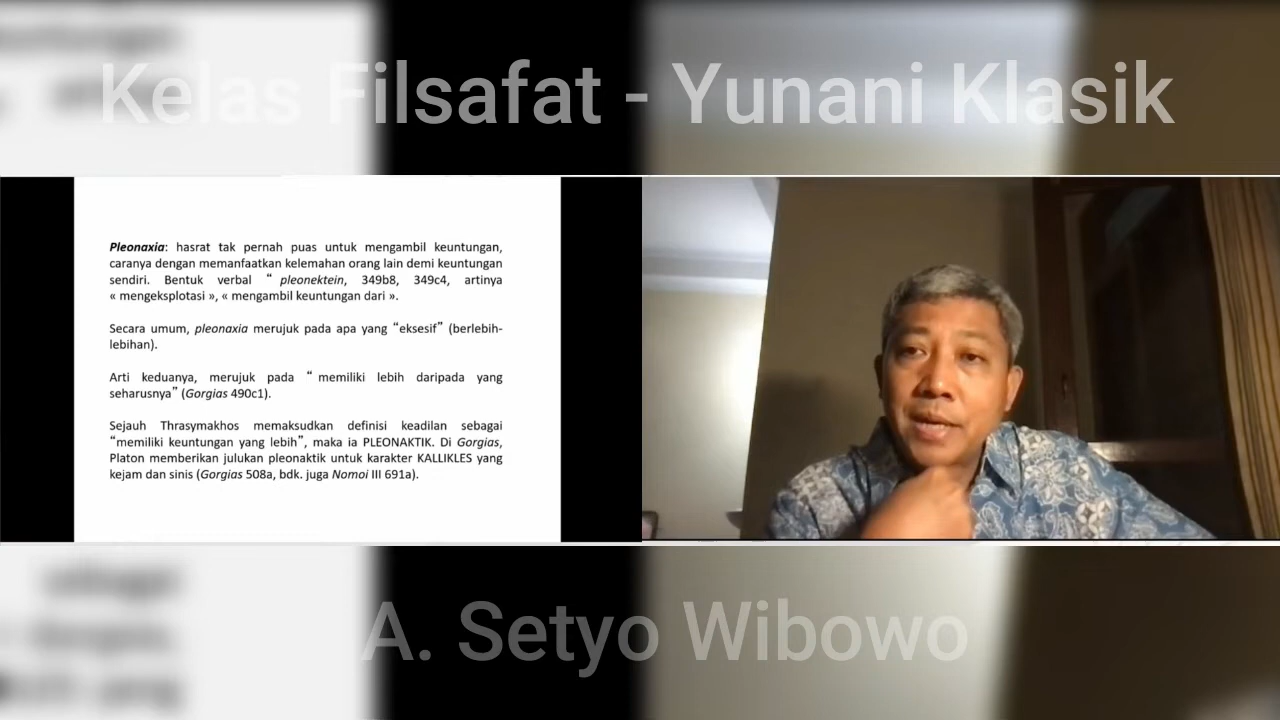 Kelas Filsafat - Yunani Klasik
Pleonaxia: hasrat tak pernah puas untuk mengambil keuntungan,
caranya dengan memanfaatkan kelemahan orang lain demi keuntungan
sendiri. Bentuk verbal “ pleonektein, 349b8, 349c4, artinya
« mengeksplotasi », « mengambil keuntungan dari ».
Secara umum, pleonaxia merujuk pada apa yang “eksesif” (berlebih-
lebihan).
Arti keduanya, merujuk pada “ memiliki lebih daripada yang
seharusnya” (Gorgias 490c1).
Sejauh Thrasymakhos memaksudkan definisi keadilan sebagai
“memiliki keuntungan yang lebih”, maka ia PLEONAKTIK. Di Gorgias,
Platon memberikan julukan pleonaktik untuk karakter KALLIKLES yang
kejam dan sinis (Gorgias 508a, bdk. juga Nomoi III 691a).
A. Setyo Wibowo